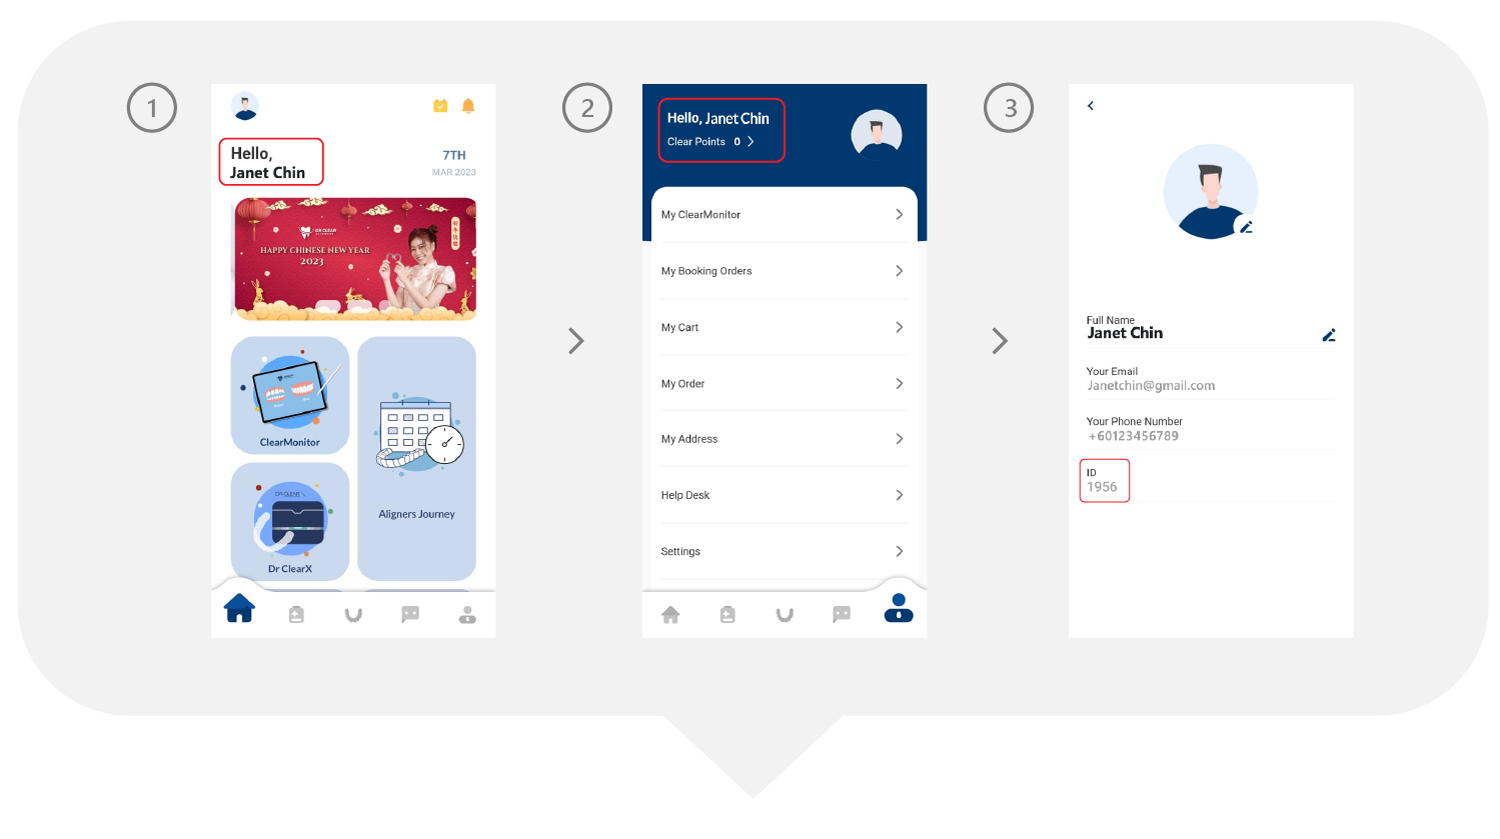 1
Hello,
Janet Chin
7TH
MAR 2023
DR CLEAR
HAPPY CHINESE NEW YEAR
2023
ClearMonitor
Aligners Journey
DR CLEAR
Dr ClearX
2
Hello, Janet Chin
Clear Points 0
My ClearMonitor
My Booking Orders
My Cart
My Order
My Address
Help Desk
Settings
3
Full Name
Janet Chin
Your Email
Janetchin@gmail.com
Your Phone Number
+60123456789
ID
1956